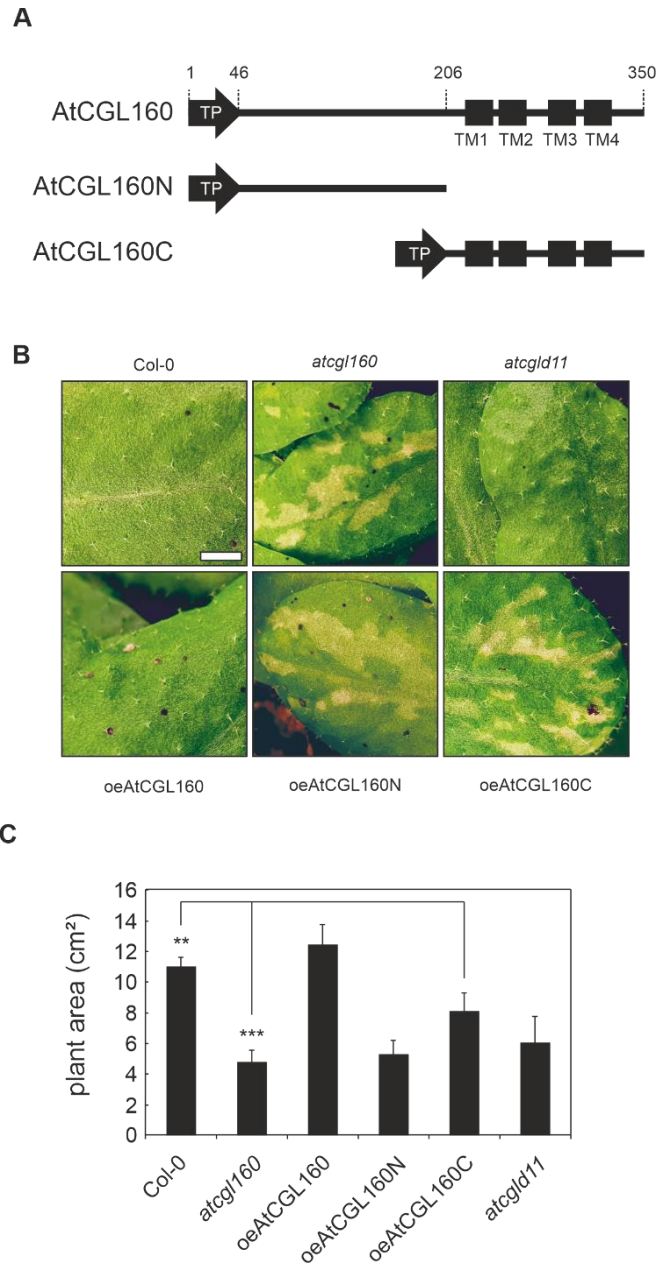 A
1 46 206 350
AtCGL160 TP
TM1 TM2 TM3 TM4
AtCGL160N TP
AtCGL160C TP
B
Col-0 atcgl160 atcgld11
oeAtCGL160 oeAtCGL160N oeAtCGL160C
C
plant area (cm²)
16
14
12
10
8
6
4
2
0
**
***
Col-0 atcgl160 oeAtCGL160 oeAtCGL160N oeAtCGL160C atcgld11